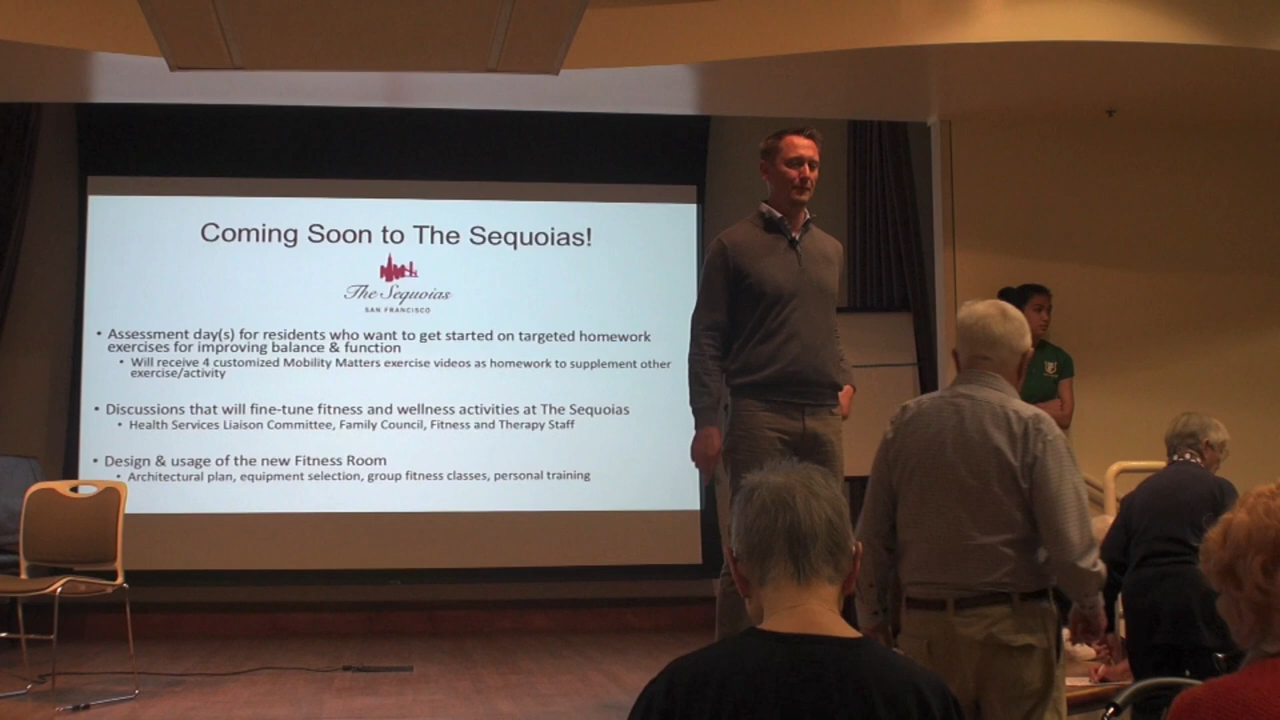 Coming Soon to The Sequoias!
The Sequoias
SAN FRANCISCO
• Assessment day(s) for residents who want to get started on targeted homework
exercises for improving balance & function
• Will receive 4 customized Mobility Matters exercise videos as homework to supplement other
exercise/activity
• Discussions that will fine-tune fitness and wellness activities at The Sequoias
• Health Services Liaison Committee, Family Council, Fitness and Therapy Staff
• Design & usage of the new Fitness Room
• Architectural plan, equipment selection, group fitness classes, personal training